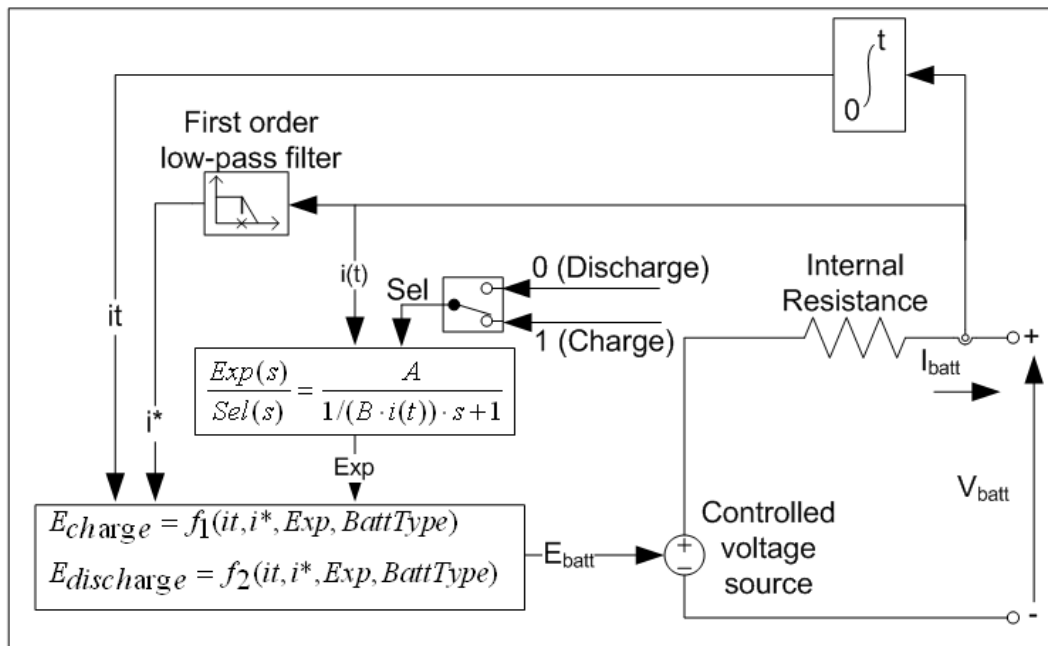 t
0
First order
low-pass filter
i(t)
0 (Discharge)
Sel
1 (Charge)
Internal
Resistance
it
i*
+
I_batt
Exp(s)/Sel(s) = A/(1/(B · i(t)) · s + 1)
Exp
V_batt
E_charge = f_1(it, i*, Exp, BattType)
E_discharge = f_2(it, i*, Exp, BattType)
E_batt
+
−
Controlled
voltage
source
-